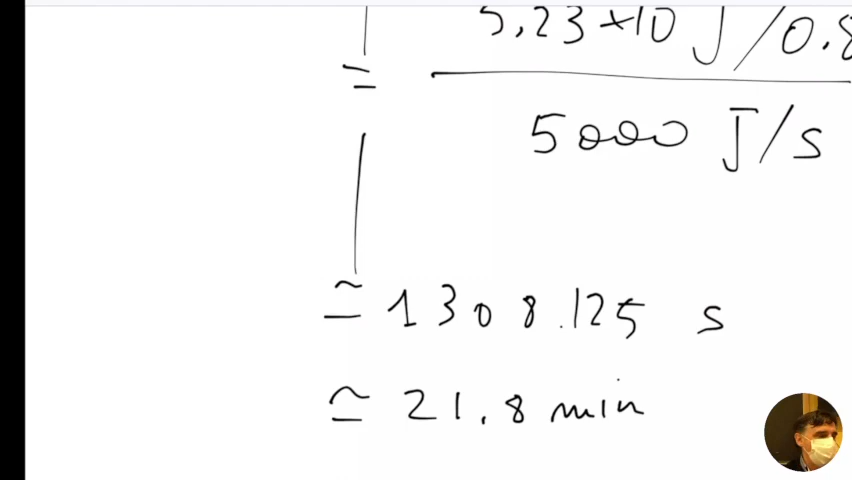 5,23×10 J/0.8
=
5000 J/s
≅ 1308.125 s
≃ 21.8 min